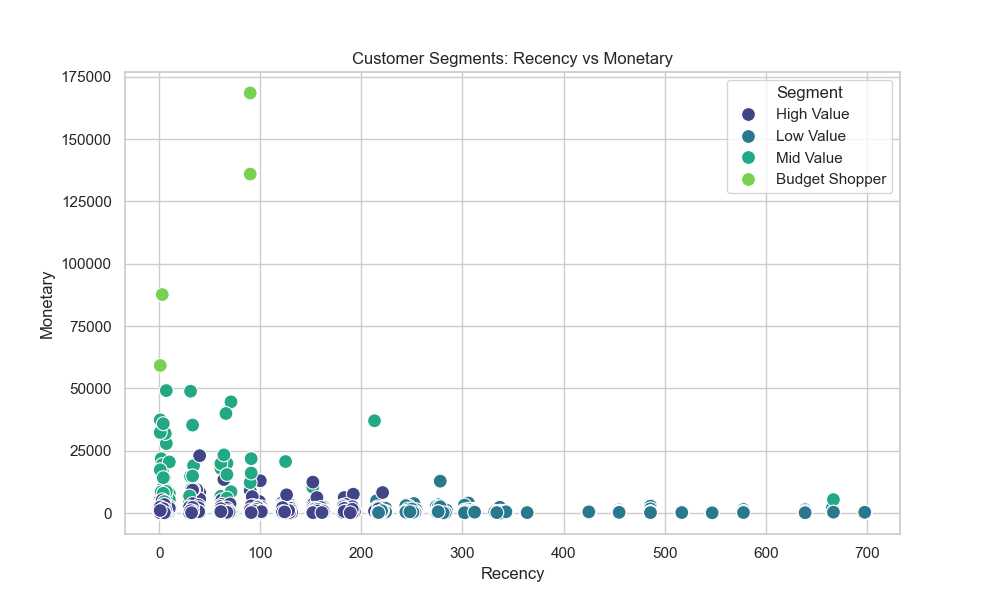 Customer Segments: Recency vs Monetary
175000
150000
125000
100000
75000
50000
25000
0
Monetary
Segment
High Value
Low Value
Mid Value
Budget Shopper
0 100 200 300 400 500 600 700
Recency